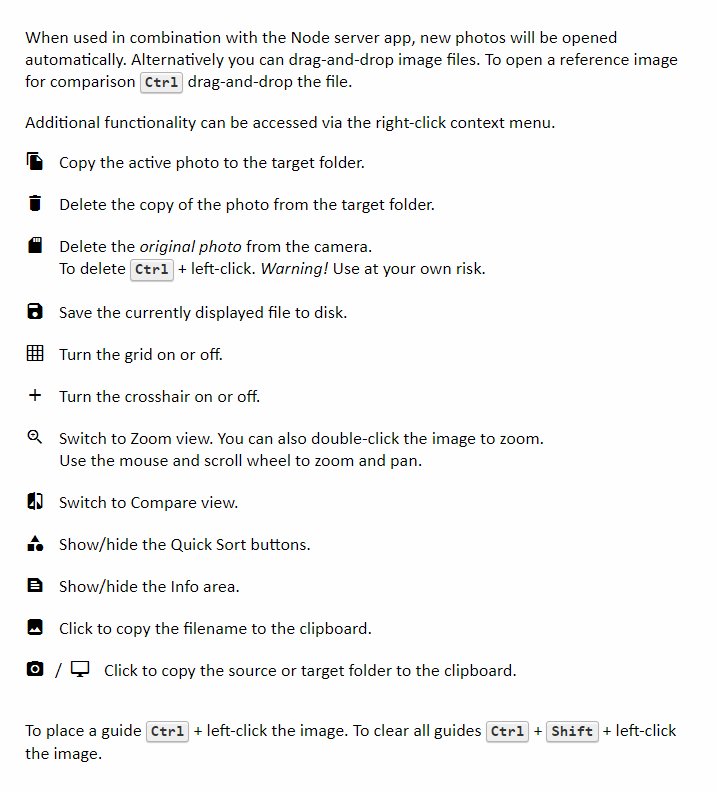 When used in combination with the Node server app, new photos will be opened
automatically. Alternatively you can drag-and-drop image files. To open a reference image
for comparison Ctrl drag-and-drop the file.
Additional functionality can be accessed via the right-click context menu.
Copy the active photo to the target folder.
Delete the copy of the photo from the target folder.
Delete the original photo from the camera.
To delete Ctrl + left-click. Warning! Use at your own risk.
Save the currently displayed file to disk.
Turn the grid on or off.
Turn the crosshair on or off.
Switch to Zoom view. You can also double-click the image to zoom.
Use the mouse and scroll wheel to zoom and pan.
Switch to Compare view.
Show/hide the Quick Sort buttons.
Show/hide the Info area.
Click to copy the filename to the clipboard.
/ Click to copy the source or target folder to the clipboard.
To place a guide Ctrl + left-click the image. To clear all guides Ctrl + Shift + left-click
the image.